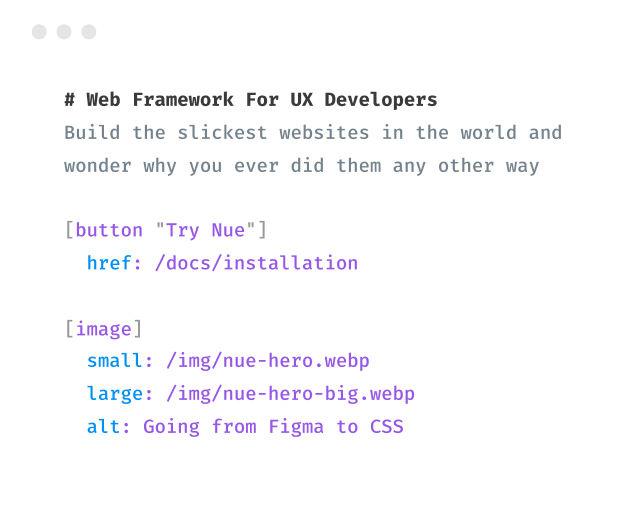 # Web Framework For UX Developers
Build the slickest websites in the world and
wonder why you ever did them any other way
[button "Try Nue"]
href: /docs/installation
[image]
small: /img/nue-hero.webp
large: /img/nue-hero-big.webp
alt: Going from Figma to CSS